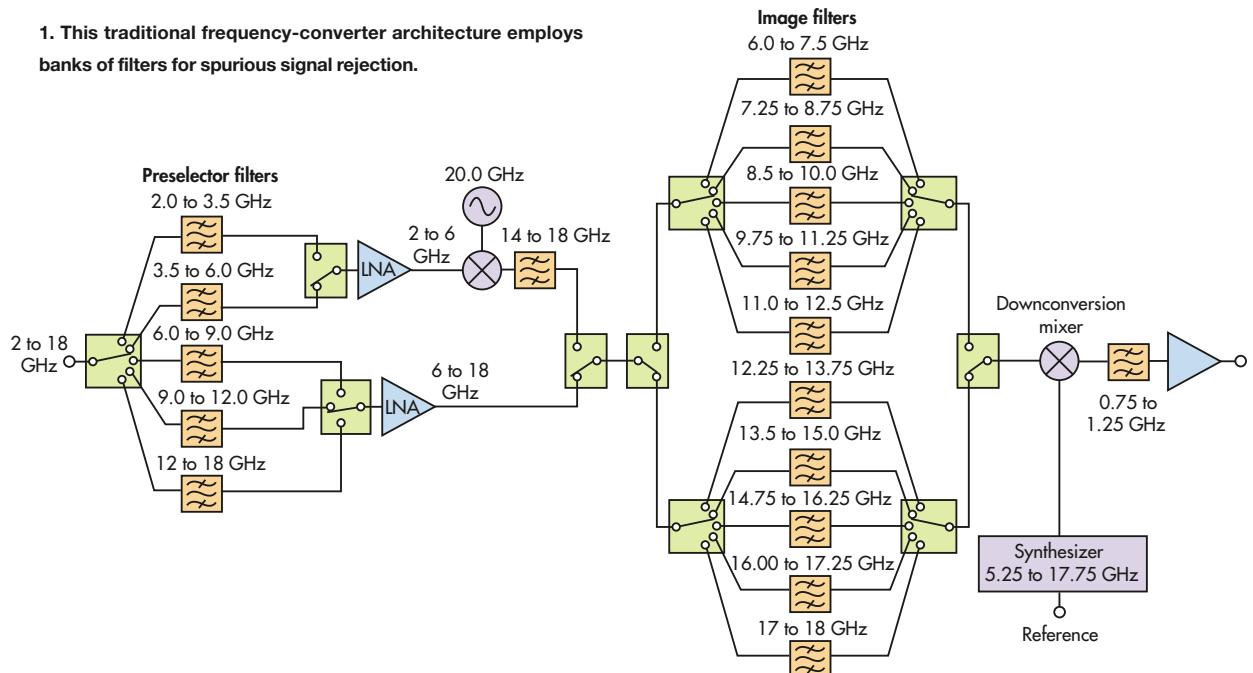 1. This traditional frequency-converter architecture employs
banks of filters for spurious signal rejection.
Preselector filters
2.0 to 3.5 GHz
3.5 to 6.0 GHz
6.0 to 9.0 GHz
9.0 to 12.0 GHz
12 to 18 GHz
2 to 18
GHz
LNA
LNA
2 to 6
GHz
6 to 18
GHz
20.0 GHz
14 to 18 GHz
Image filters
6.0 to 7.5 GHz
7.25 to 8.75 GHz
8.5 to 10.0 GHz
9.75 to 11.25 GHz
11.0 to 12.5 GHz
12.25 to 13.75 GHz
13.5 to 15.0 GHz
14.75 to 16.25 GHz
16.00 to 17.25 GHz
17 to 18 GHz
Downconversion
mixer
0.75 to
1.25 GHz
Synthesizer
5.25 to 17.75 GHz
Reference